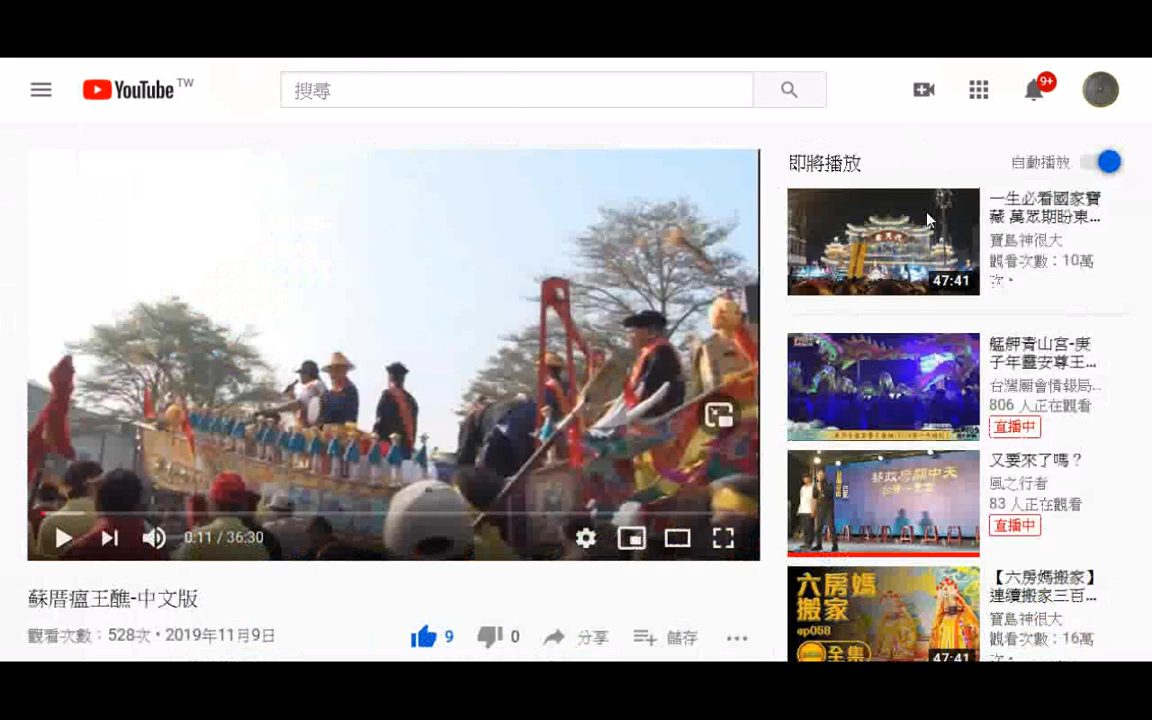 YouTube TW
搜尋
9+
0:11 / 36:30
蘇厝瘟王醮-中文版
觀看次數：528次 • 2019年11月9日
9
0
分享
儲存
即將播放
自動播放
47:41
一生必看國家寶
藏 萬眾期盼東...
寶島神很大
觀看次數：10萬
次 •
艋舺青山宮-庚
子年靈安尊王...
台灣廟會情報局...
806 人正在觀看
直播中
又要來了嗎？
風之行者
83 人正在觀看
直播中
六房媽
搬家
ep058
全集
47:41
【六房媽搬家】
連續搬家三百...
寶島神很大
觀看次數：16萬